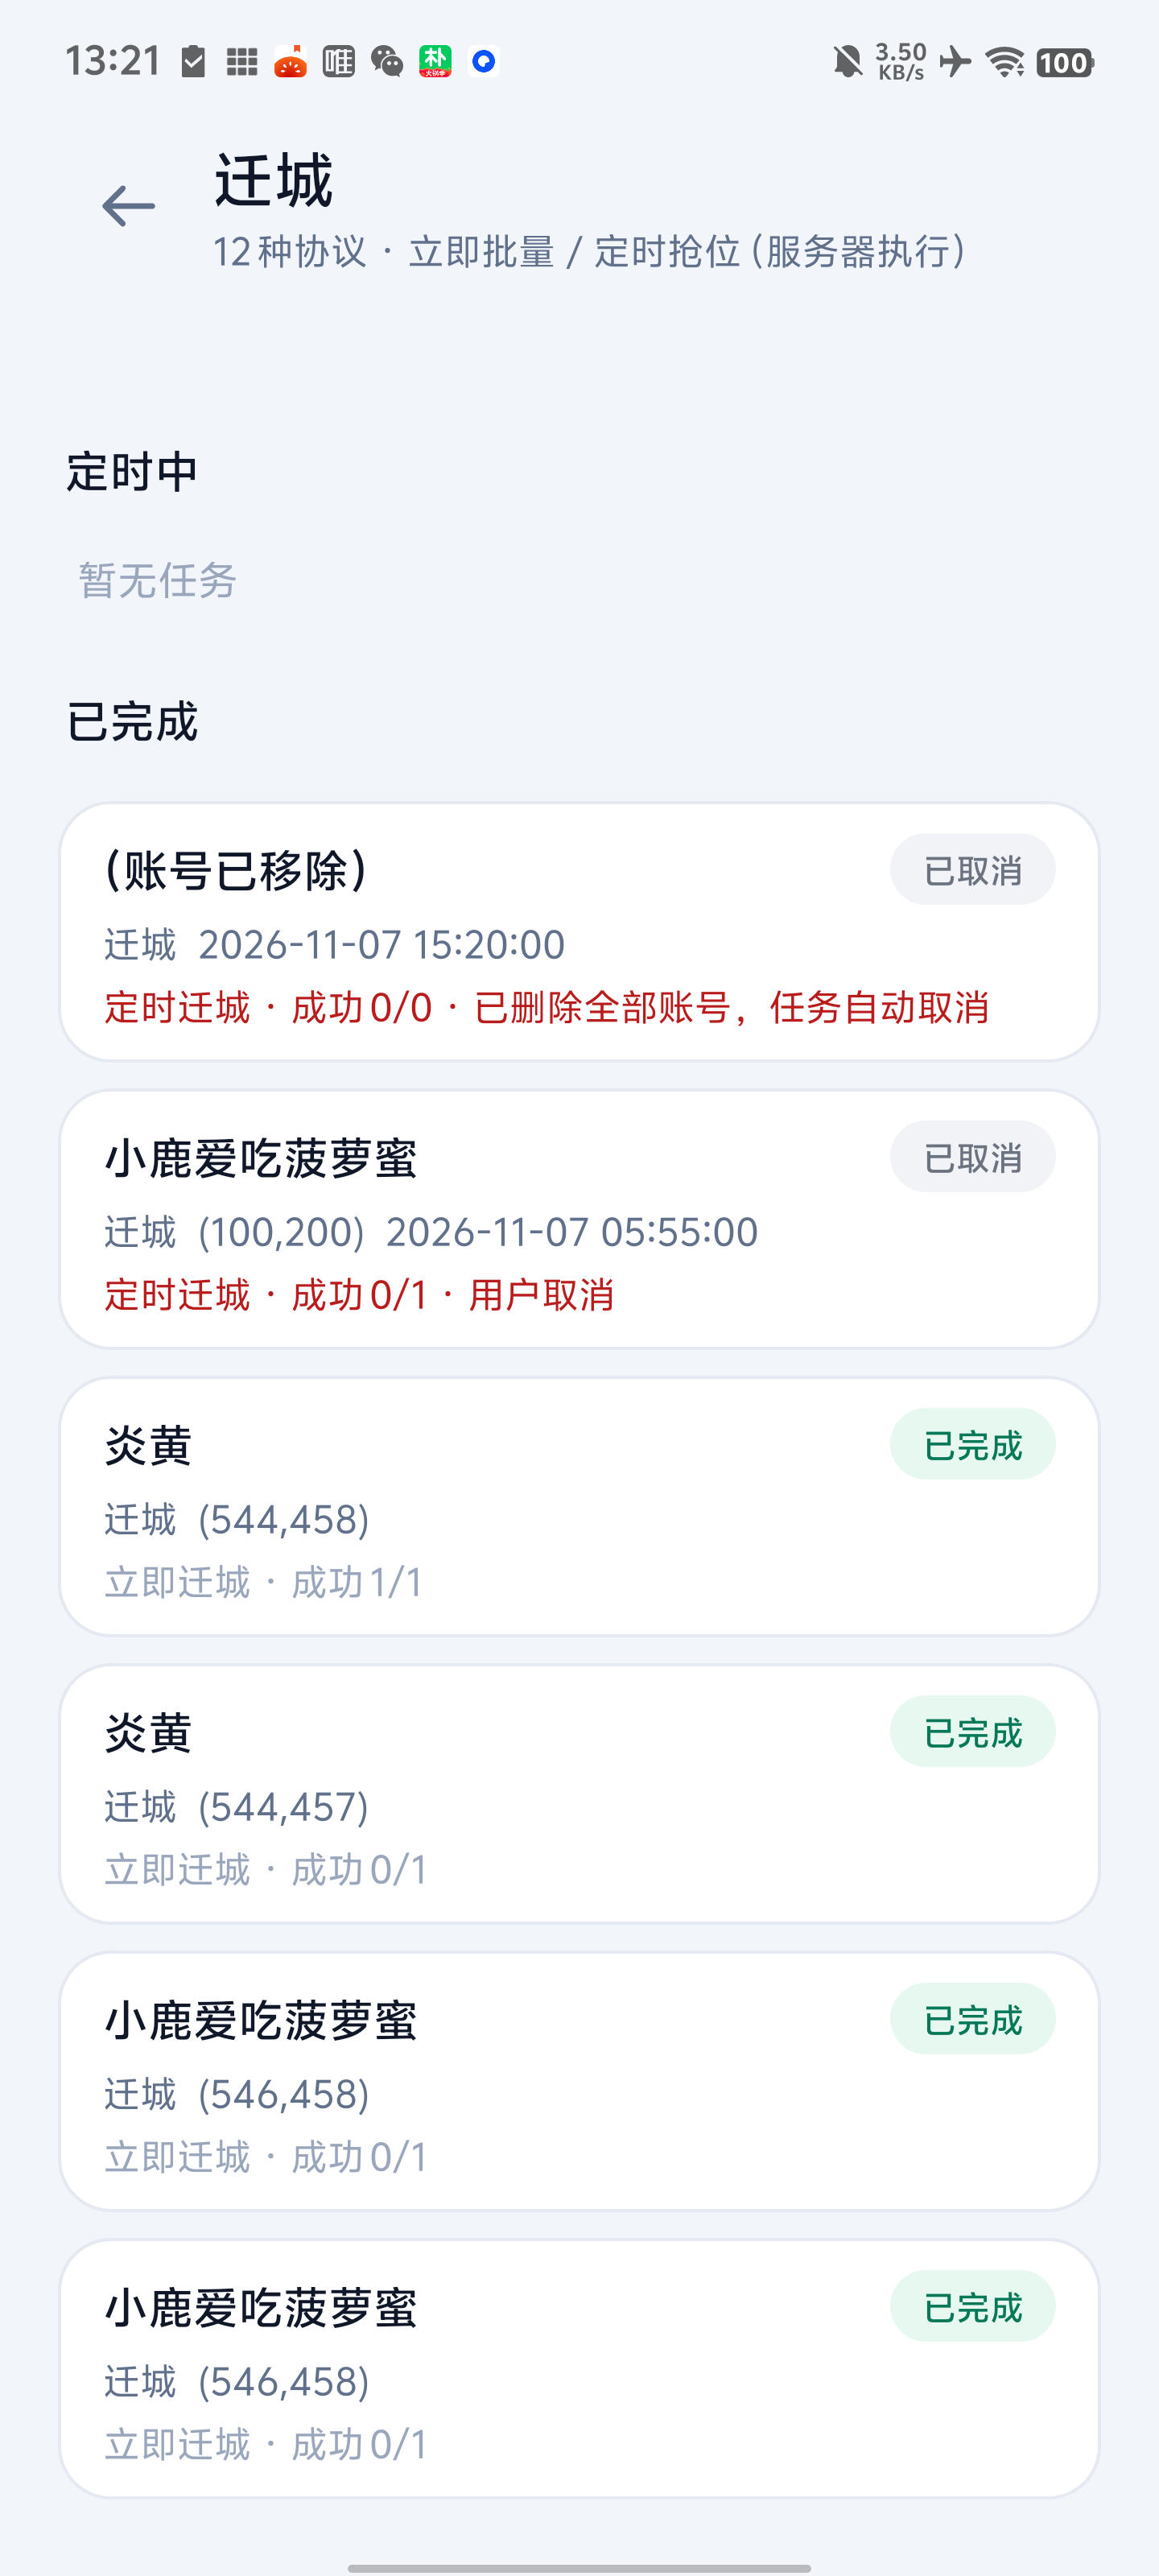 13:21
唯
朴
火锅季
3.50
KB/s
100
迁城
12种协议 · 立即批量 / 定时抢位 (服务器执行)
定时中
暂无任务
已完成
(账号已移除)
已取消
迁城 2026-11-07 15:20:00
定时迁城 · 成功 0/0 · 已删除全部账号，任务自动取消
小鹿爱吃菠萝蜜
已取消
迁城 (100,200) 2026-11-07 05:55:00
定时迁城 · 成功 0/1 · 用户取消
炎黄
已完成
迁城 (544,458)
立即迁城 · 成功 1/1
炎黄
已完成
迁城 (544,457)
立即迁城 · 成功 0/1
小鹿爱吃菠萝蜜
已完成
迁城 (546,458)
立即迁城 · 成功 0/1
小鹿爱吃菠萝蜜
已完成
迁城 (546,458)
立即迁城 · 成功 0/1